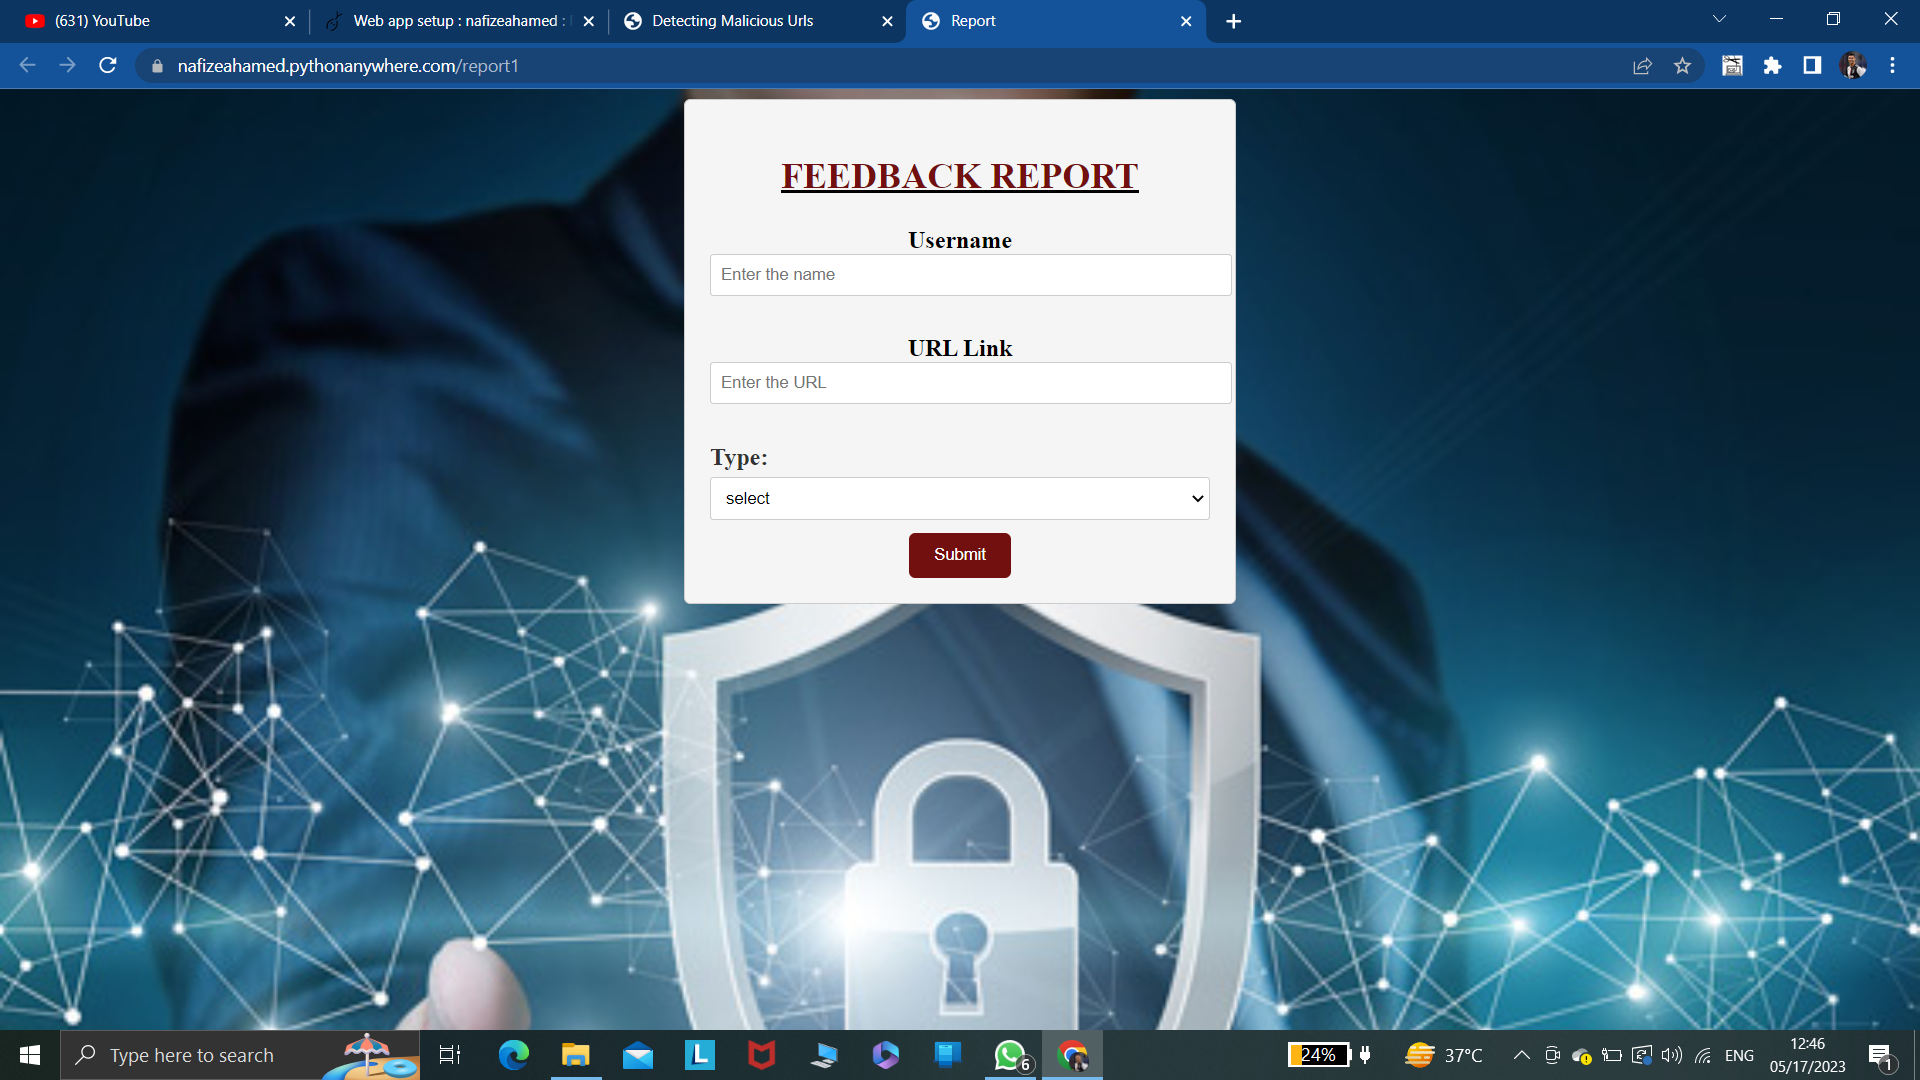 (631) YouTube
Web app setup : nafizeahamed :
Detecting Malicious Urls
Report
nafizeahamed.pythonanywhere.com/report1
FEEDBACK REPORT
Username
Enter the name
URL Link
Enter the URL
Type:
select
Submit
Type here to search
L
6
24%
37°C
ENG
12:46
05/17/2023
1